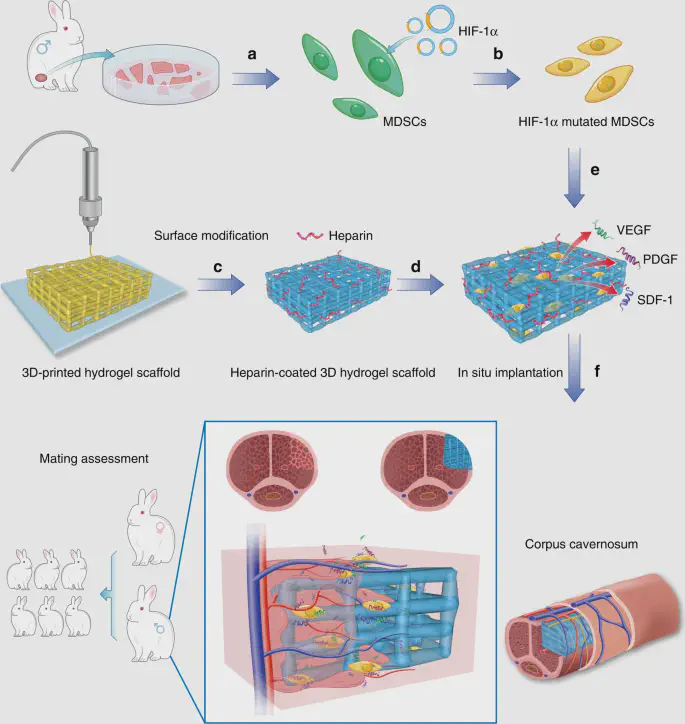 a
HIF-1α
b
MDSCs
HIF-1α mutated MDSCs
e
Surface modification
Heparin
VEGF
PDGF
SDF-1
c
d
3D-printed hydrogel scaffold
Heparin-coated 3D hydrogel scaffold
In situ implantation
f
Mating assessment
Corpus cavernosum